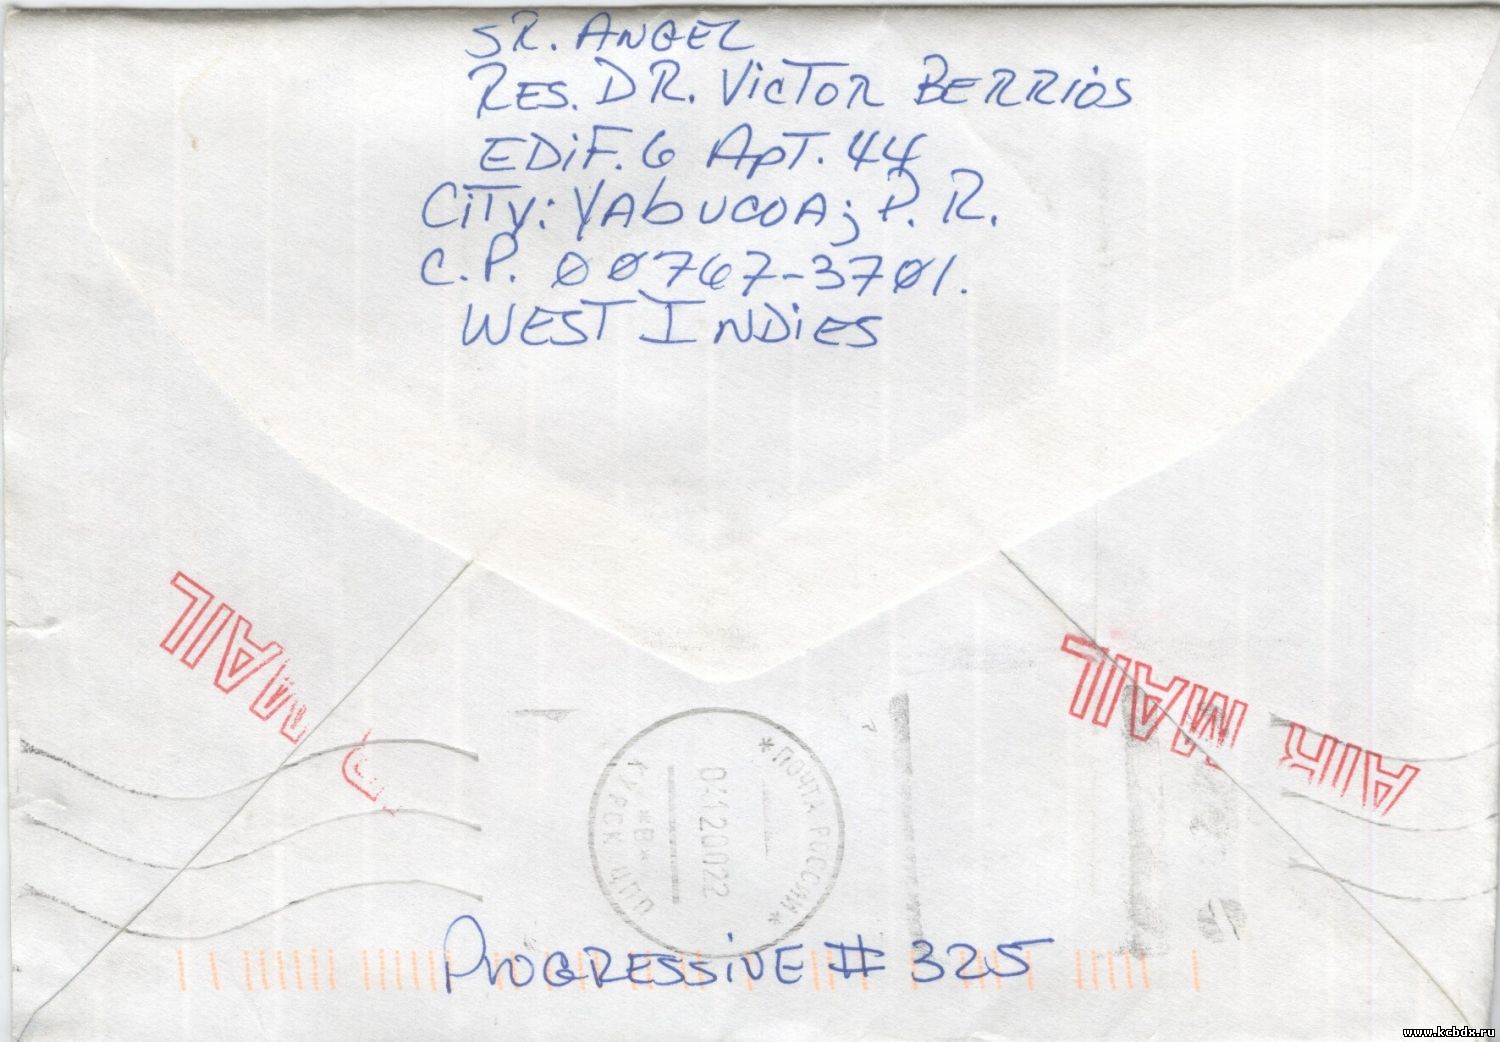 SR. ANGEL
RES. DR. VICTOR BERRIOS
EDIF. 6 APT. 44
CITY: YABUCOA; P. R.
C.P. 00767-3701.
WEST INDIES
MAIL
AIR MAIL
*ПОЧТА РОССИИ*
КУРСК
*В*
PROGRESSIVE # 325
www.kcbdx.ru